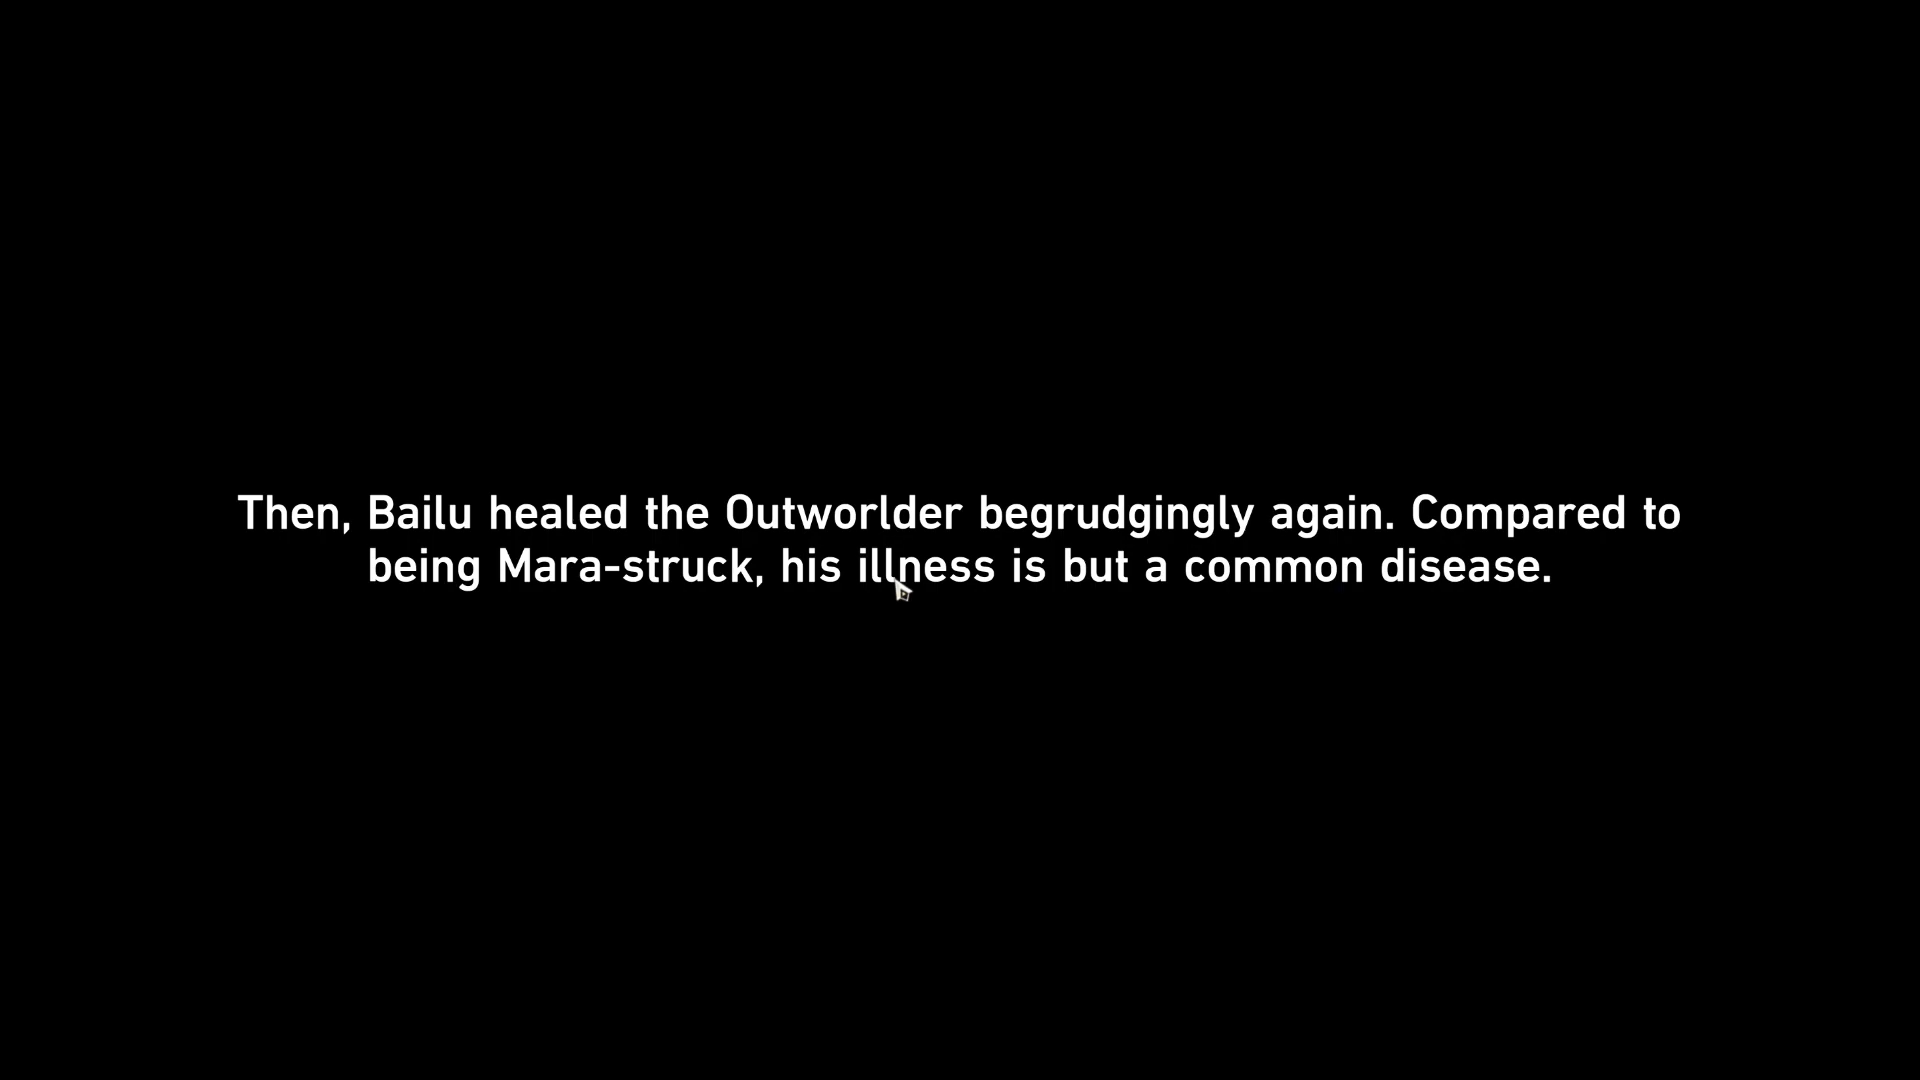 Then, Bailu healed the Outworlder begrudgingly again. Compared to
being Mara-struck, his illness is but a common disease.